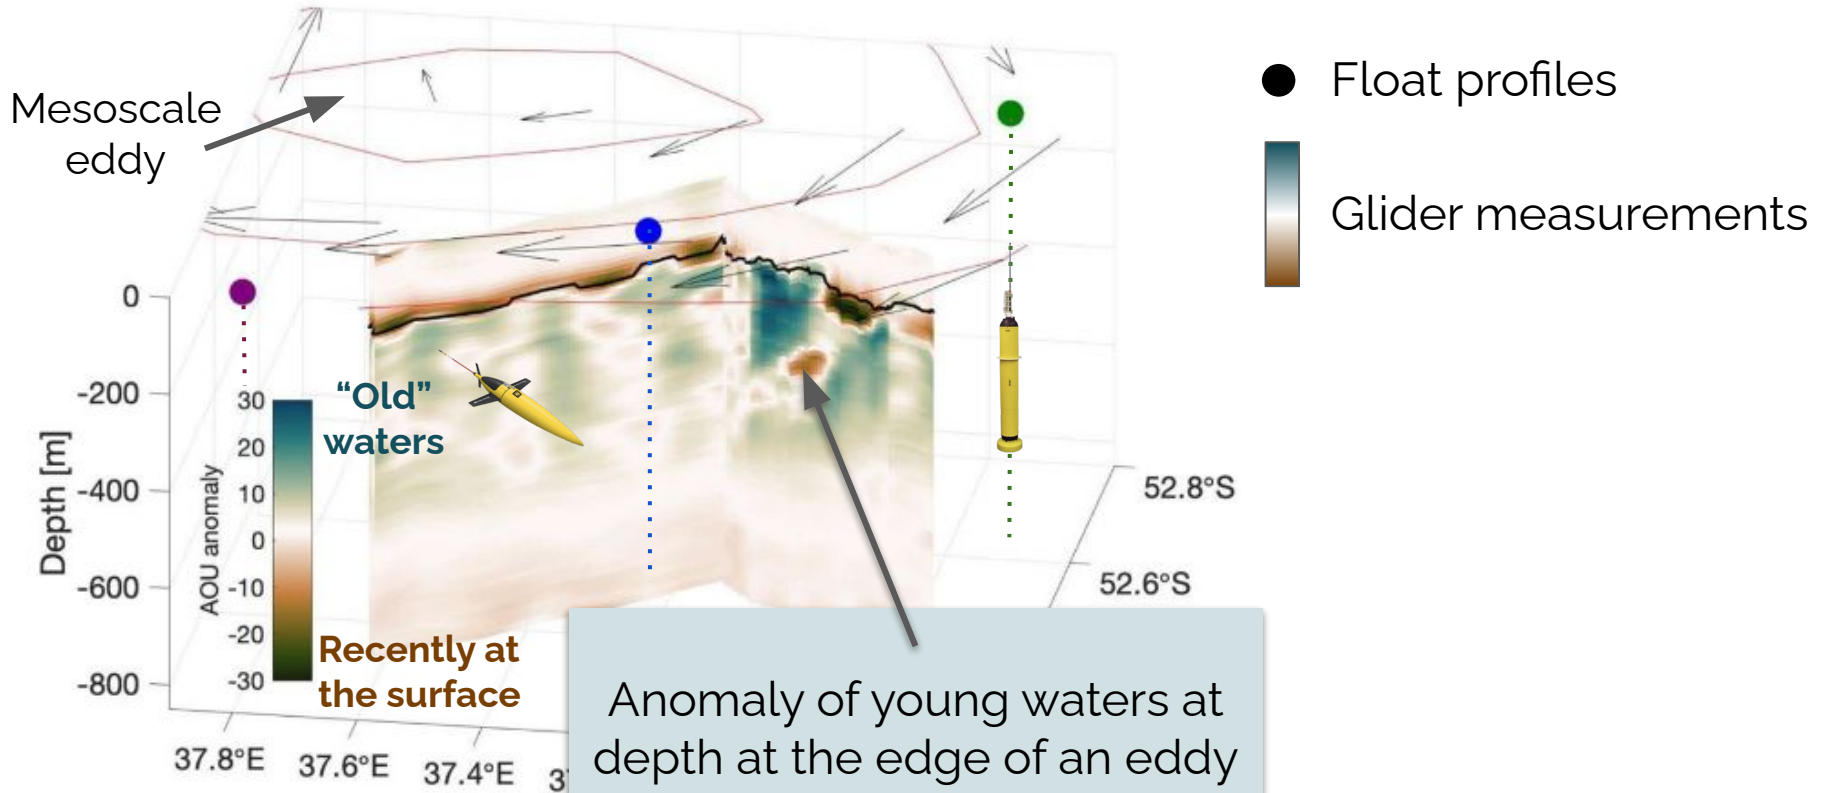 Mesoscale
eddy
Float profiles
Glider measurements
0
-200
-400
-600
-800
Depth [m]
30
20
10
0
-10
-20
-30
AOU anomaly
“Old”
waters
Recently at
the surface
52.8°S
52.6°S
37.8°E
37.6°E
37.4°E
Anomaly of young waters at
depth at the edge of an eddy